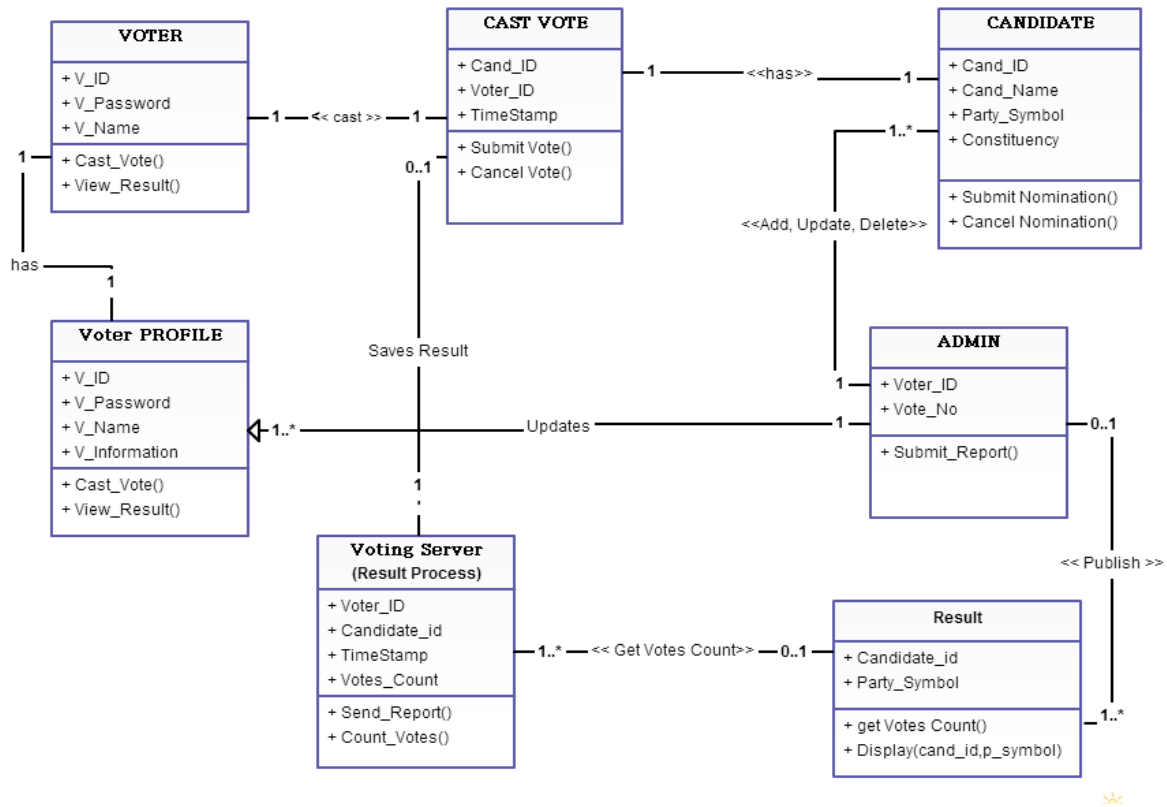 VOTER
+ V_ID
+ V_Password
+ V_Name
+ Cast_Vote()
+ View_Result()
1
<< cast >>
1
CAST VOTE
+ Cand_ID
+ Voter_ID
+ TimeStamp
+ Submit Vote()
+ Cancel Vote()
1
<<has>>
1
CANDIDATE
+ Cand_ID
+ Cand_Name
+ Party_Symbol
+ Constituency
+ Submit Nomination()
+ Cancel Nomination()
1
has
1
0..1
Saves Result
1
1..*
<<Add, Update, Delete>>
1
Voter PROFILE
+ V_ID
+ V_Password
+ V_Name
+ V_Information
+ Cast_Vote()
+ View_Result()
1..*
Updates
1
ADMIN
+ Voter_ID
+ Vote_No
+ Submit_Report()
0..1
<< Publish >>
1..*
Voting Server
(Result Process)
+ Voter_ID
+ Candidate_id
+ TimeStamp
+ Votes_Count
+ Send_Report()
+ Count_Votes()
1..*
<< Get Votes Count>>
0..1
Result
+ Candidate_id
+ Party_Symbol
+ get Votes Count()
+ Display(cand_id,p_symbol)